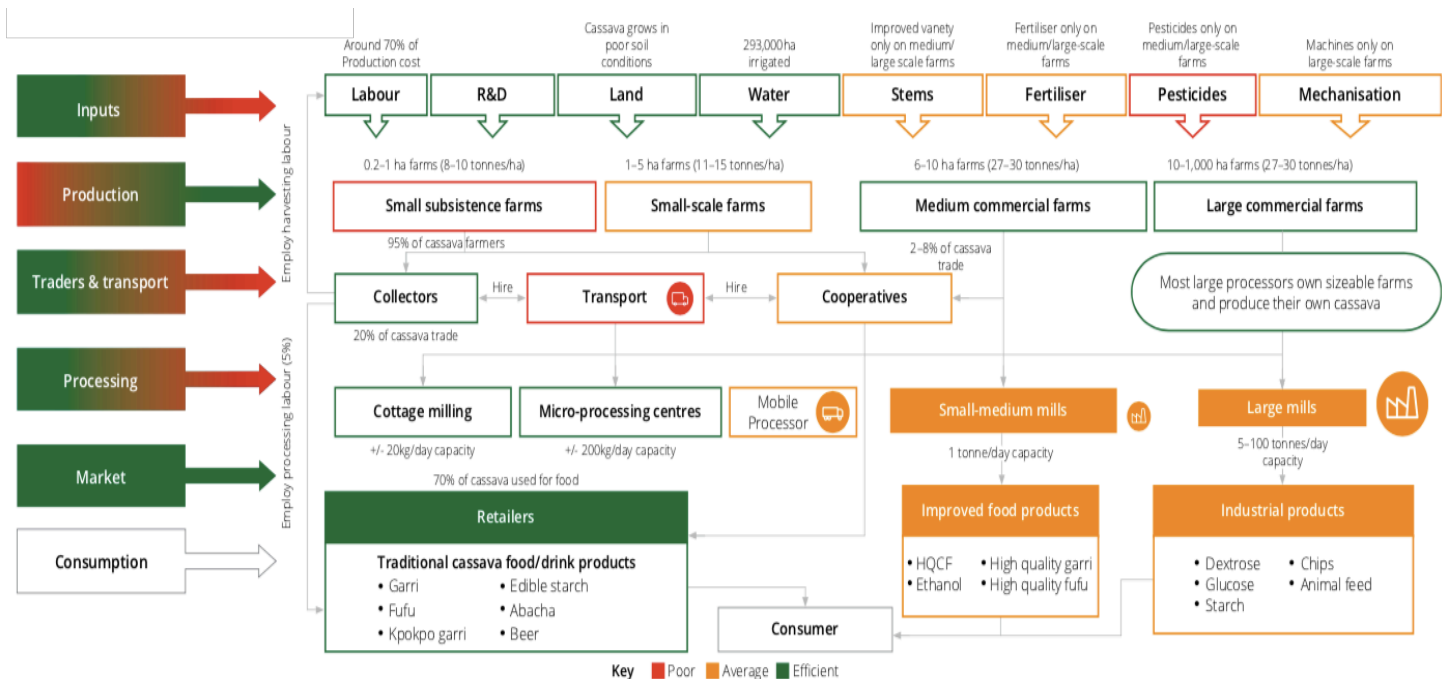 Around 70% of
Production cost
Cassava grows in
poor soil
conditions
293,000ha
irrigated
Improved variety
only on medium/
large scale farms
Fertiliser only on
medium/large-scale
farms
Pesticides only on
medium/large-scale
farms
Machines only on
large-scale farms
Inputs
Labour
R&D
Land
Water
Stems
Fertiliser
Pesticides
Mechanisation
Employ harvesting labour
0.2–1 ha farms (8–10 tonnes/ha)
1–5 ha farms (11–15 tonnes/ha)
6–10 ha farms (27–30 tonnes/ha)
10–1,000 ha farms (27–30 tonnes/ha)
Production
Small subsistence farms
Small-scale farms
Medium commercial farms
Large commercial farms
95% of cassava farmers
2–8% of cassava
trade
Traders & transport
Collectors
Hire
Transport
Hire
Cooperatives
Most large processors own sizeable farms
and produce their own cassava
20% of cassava trade
Employ processing labour (5%)
Processing
Cottage milling
Micro-processing centres
Mobile
Processor
Small-medium mills
Large mills
+/- 20kg/day capacity
+/- 200kg/day capacity
1 tonne/day capacity
5–100 tonnes/day
capacity
Market
70% of cassava used for food
Retailers
Improved food products
Industrial products
Consumption
Traditional cassava food/drink products
• Garri
• Fufu
• Kpokpo garri
• Edible starch
• Abacha
• Beer
• HQCF
• Ethanol
• High quality garri
• High quality fufu
• Dextrose
• Glucose
• Starch
• Chips
• Animal feed
Consumer
Key Poor Average Efficient